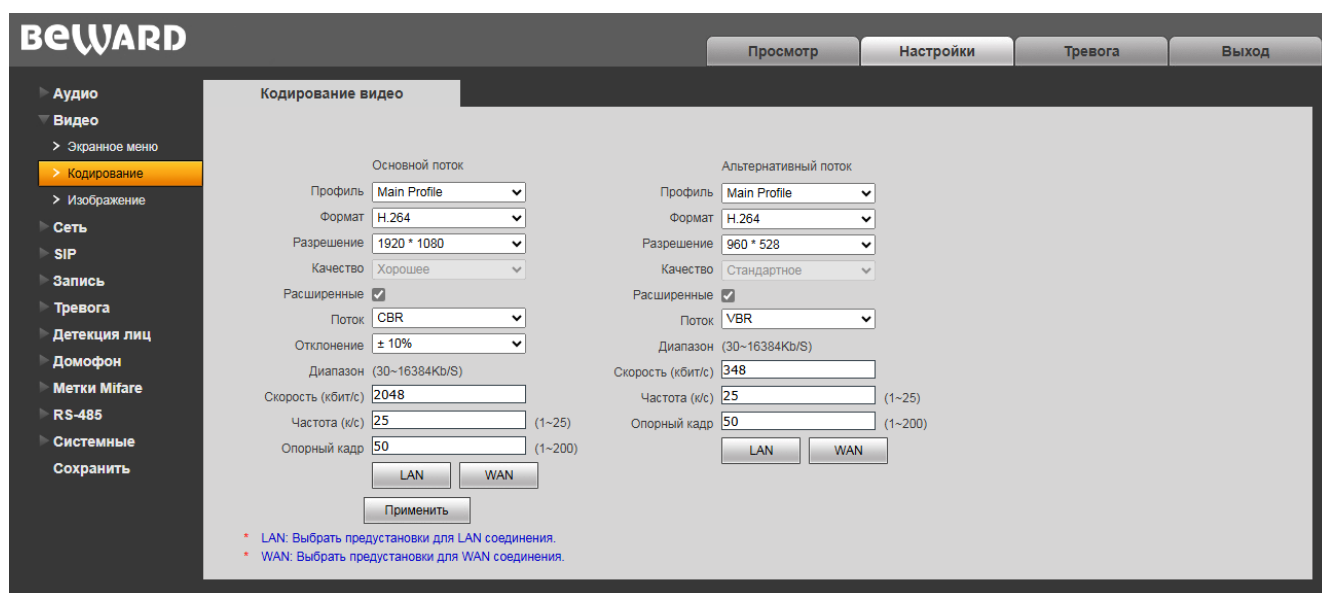 BEWARD
Просмотр Настройки Тревога Выход
Аудио
Видео
> Экранное меню
> Кодирование
> Изображение
Сеть
SIP
Запись
Тревога
Детекция лиц
Домофон
Метки Mifare
RS-485
Системные
Сохранить
Кодирование видео
Основной поток
Профиль Main Profile
Формат H.264
Разрешение 1920 * 1080
Качество Хорошее
Расширенные
Поток CBR
Отклонение ± 10%
Диапазон (30~16384Kb/S)
Скорость (кбит/с) 2048
Частота (к/с) 25 (1~25)
Опорный кадр 50 (1~200)
LAN WAN
Применить
Альтернативный поток
Профиль Main Profile
Формат H.264
Разрешение 960 * 528
Качество Стандартное
Расширенные
Поток VBR
Диапазон (30~16384Kb/S)
Скорость (кбит/с) 348
Частота (к/с) 25 (1~25)
Опорный кадр 50 (1~200)
LAN WAN
* LAN: Выбрать предустановки для LAN соединения.
* WAN: Выбрать предустановки для WAN соединения.